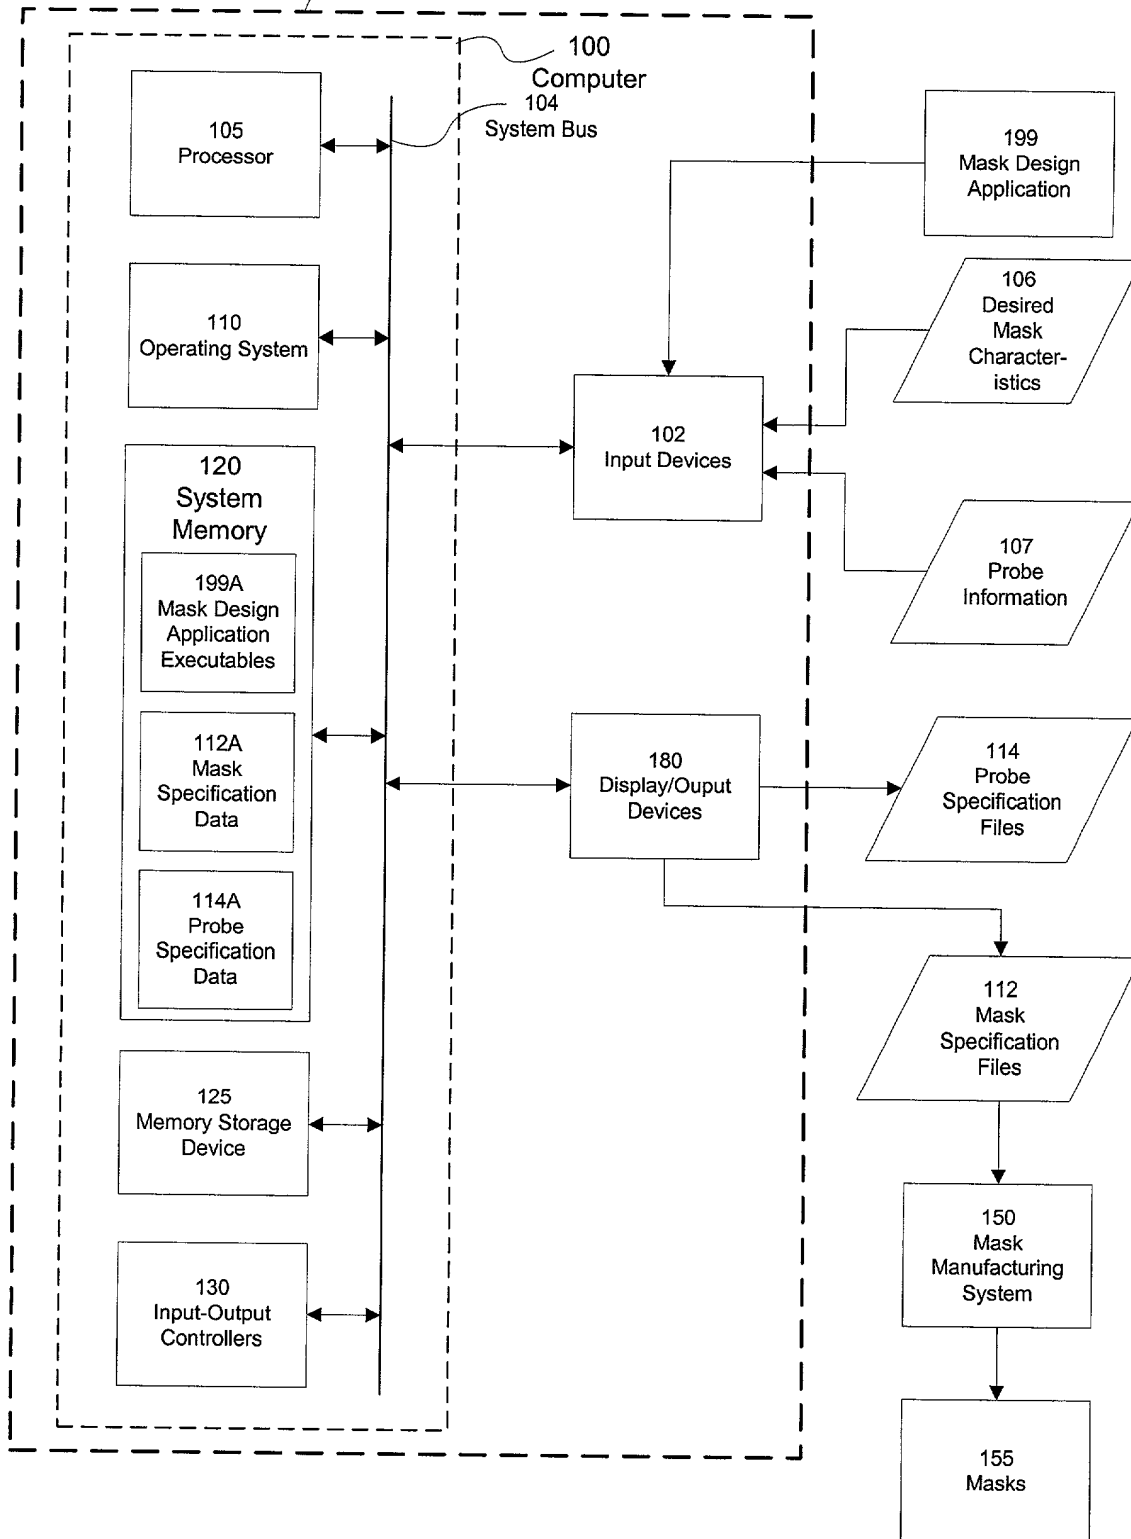 100
Computer
104
System Bus
105
Processor
199
Mask Design
Application
110
Operating System
106
Desired
Mask
Character-
istics
102
Input Devices
120
System
Memory
199A
Mask Design
Application
Executables
107
Probe
Information
112A
Mask
Specification
Data
180
Display/Ouput
Devices
114
Probe
Specification
Files
114A
Probe
Specification
Data
112
Mask
Specification
Files
125
Memory Storage
Device
150
Mask
Manufacturing
System
130
Input-Output
Controllers
155
Masks